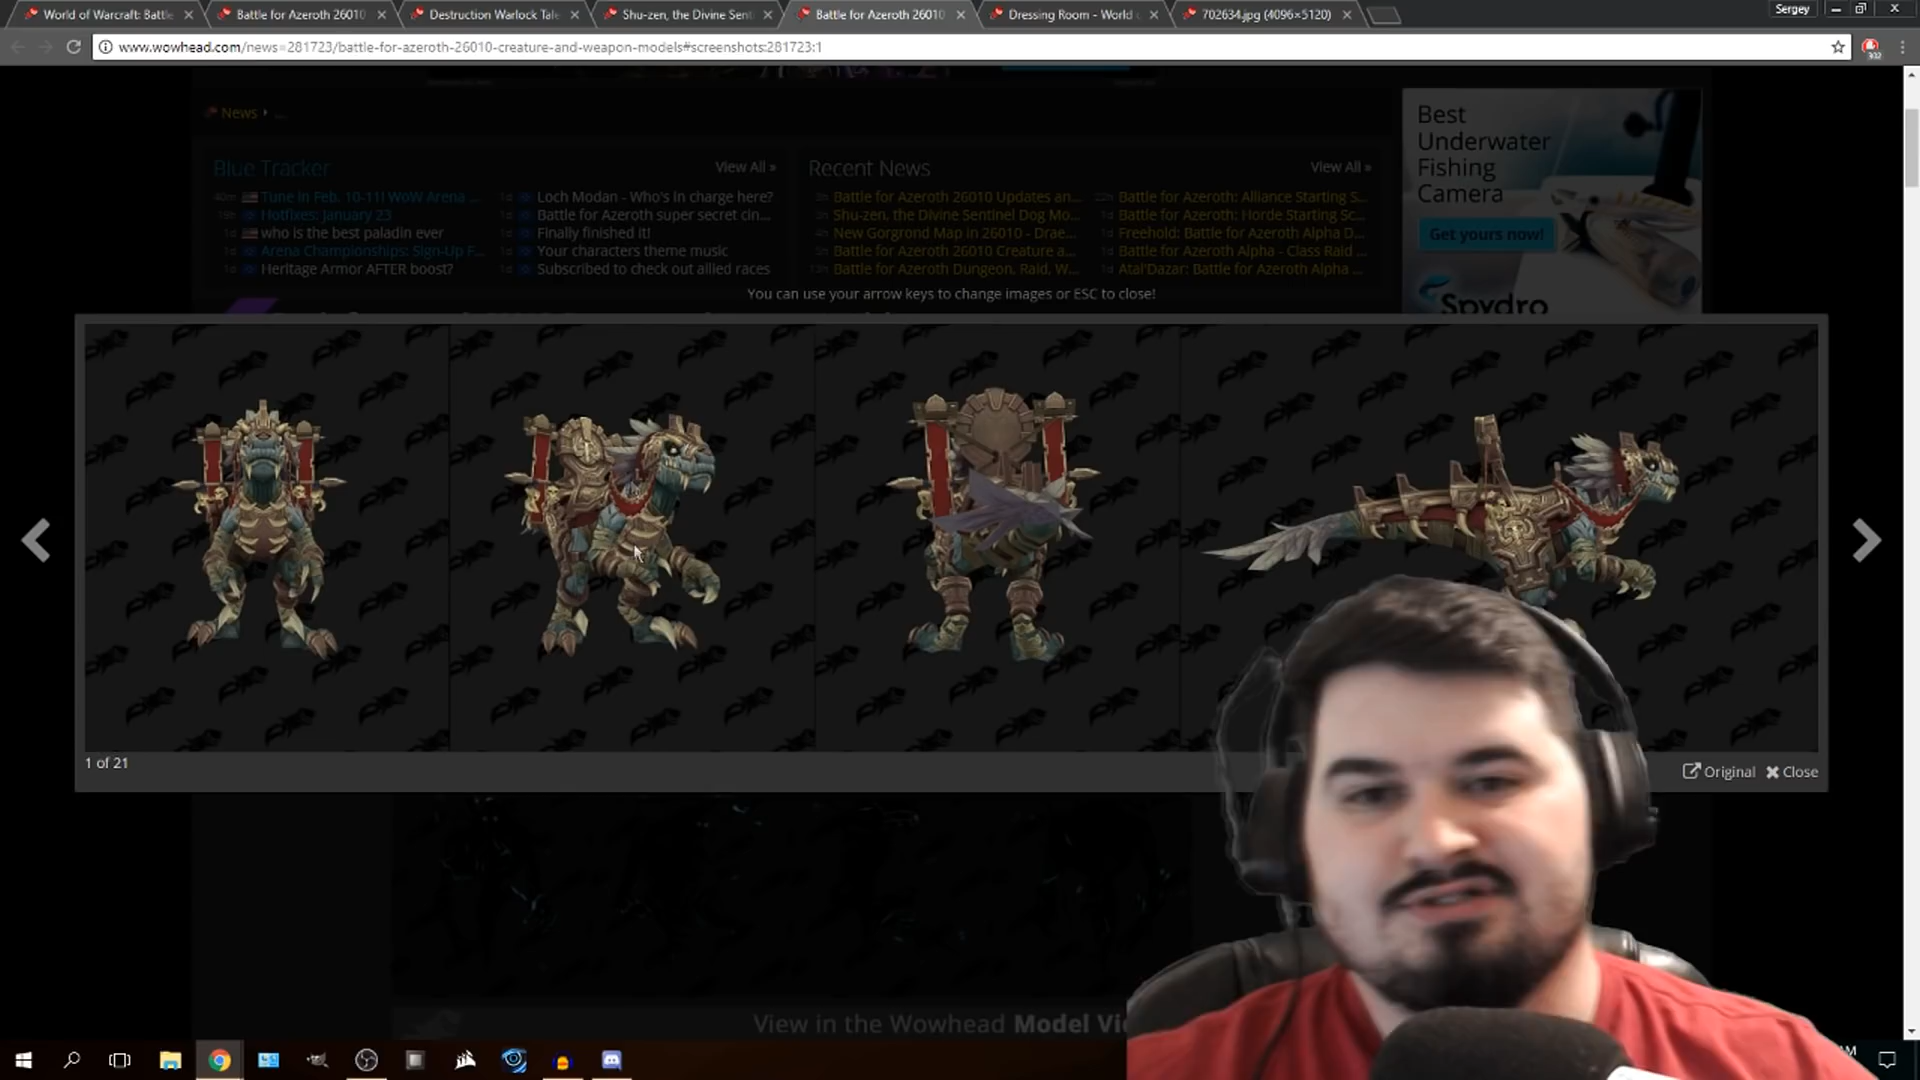 World of Warcraft: Battle
Battle for Azeroth 26010
Destruction Warlock Tale
Shu-zen, the Divine Senti
Battle for Azeroth 26010
Dressing Room - World
702634.jpg (4096×5120)
Sergey
www.wowhead.com/news=281723/battle-for-azeroth-26010-creature-and-weapon-models#screenshots:281723:1
News
Blue Tracker
View All »
Tune in Feb. 10-11! WoW Arena ...
Loch Modan - Who's in charge here?
Hotfixes: January 23
Battle for Azeroth super secret cin...
who is the best paladin ever
Finally finished it!
Arena Championships: Sign-Up F...
Your characters theme music
Heritage Armor AFTER boost?
Subscribed to check out allied races
Recent News
View All »
Battle for Azeroth 26010 Updates an...
Battle for Azeroth: Alliance Starting S...
Shu-zen, the Divine Sentinel Dog Mo...
Battle for Azeroth: Horde Starting Sc...
New Gorgrond Map in 26010 - Drae...
Freehold: Battle for Azeroth Alpha D...
Battle for Azeroth 26010 Creature a...
Battle for Azeroth Alpha - Class Raid ...
Battle for Azeroth Dungeon, Raid, W...
Atal'Dazar: Battle for Azeroth Alpha ...
Best
Underwater
Fishing
Camera
Get yours now!
Spydro
You can use your arrow keys to change images or ESC to close!
1 of 21
Original
Close
View in the Wowhead Model Vi